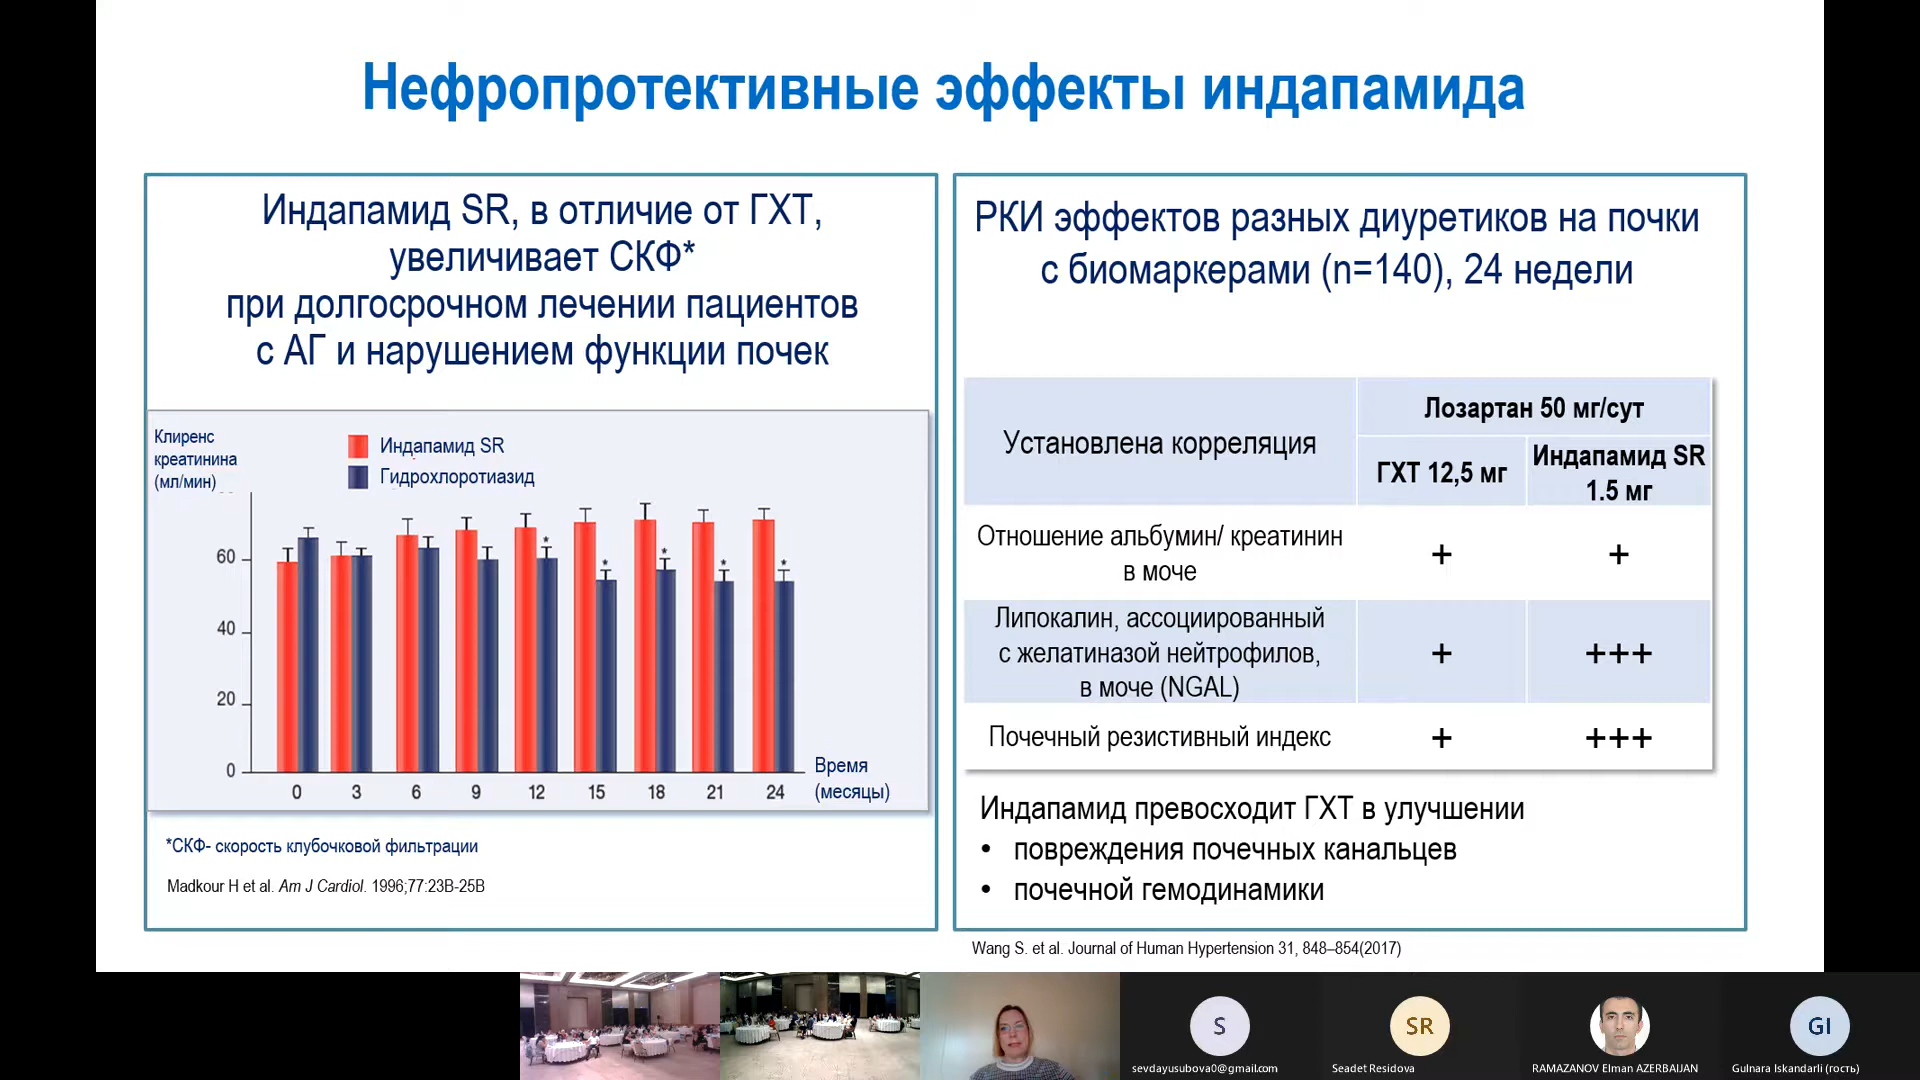 Нефропротективные эффекты индапамида
Индапамид SR, в отличие от ГХТ,
увеличивает СКФ*
при долгосрочном лечении пациентов
с АГ и нарушением функции почек
Клиренс
креатинина
(мл/мин)
Индапамид SR
Гидрохлоротиазид
60
40
20
0
* * * * *
0 3 6 9 12 15 18 21 24
Время
(месяцы)
*СКФ- скорость клубочковой фильтрации
Madkour H et al. Am J Cardiol. 1996;77:23B-25B
РКИ эффектов разных диуретиков на почки
с биомаркерами (n=140), 24 недели
Установлена корреляция
Лозартан 50 мг/сут
ГХТ 12,5 мг
Индапамид SR
1.5 мг
Отношение альбумин/ креатинин
в моче
+ +
Липокалин, ассоциированный
с желатиназой нейтрофилов,
в моче (NGAL)
+ +++
Почечный резистивный индекс
+ +++
Индапамид превосходит ГХТ в улучшении
• повреждения почечных канальцев
• почечной гемодинамики
Wang S. et al. Journal of Human Hypertension 31, 848–854(2017)
S
SR
GI
sevdayusubova0@gmail.com
Seadet Residova
RAMAZANOV Elman AZERBAIJAN
Gulnara Iskandarli (гость)